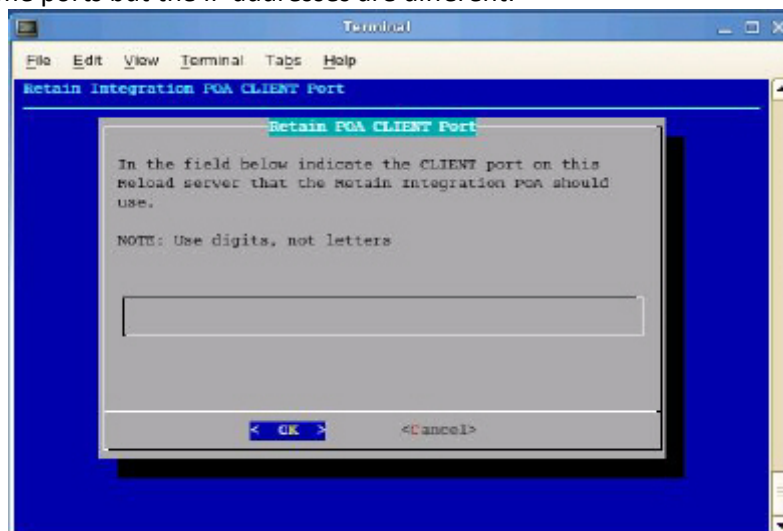 the ports but the IP addresses are different.
Terminal
File Edit View Terminal Tabs Help
Retain Integration POA CLIENT Port
Retain POA CLIENT Port
In the field below indicate the CLIENT port on this
Reload server that the Retain Integration POA should
use.
NOTE: Use digits, not letters
< OK > <Cancel>